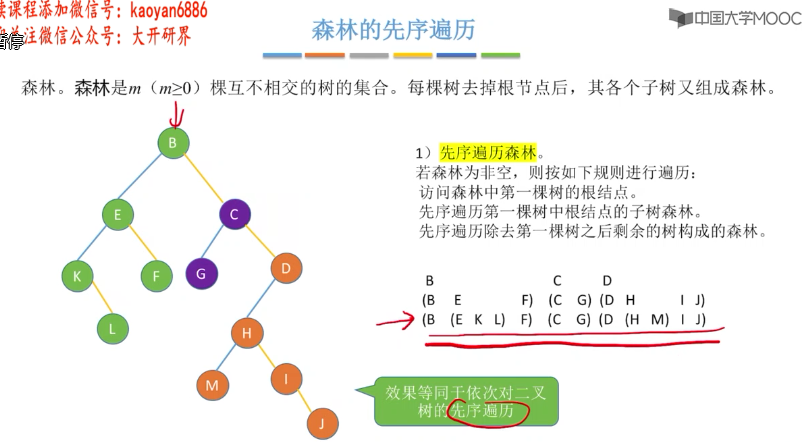 卖课程添加微信号：kaoyan6886
注微信公众号：大开研界
暂停
森林的先序遍历
中国大学MOOC
森林。森林是m（m≥0）棵互不相交的树的集合。每棵树去掉根节点后，其各个子树又组成森林。
B
E
C
K
F
G
D
L
H
M
I
J
1）先序遍历森林。
若森林为非空，则按如下规则进行遍历：
访问森林中第一棵树的根结点。
先序遍历第一棵树中根结点的子树森林。
先序遍历除去第一棵树之后剩余的树构成的森林。
B C D
(B E F) (C G) (D H I J)
(B (E K L) F) (C G) (D (H M) I J)
效果等同于依次对二叉
树的先序遍历